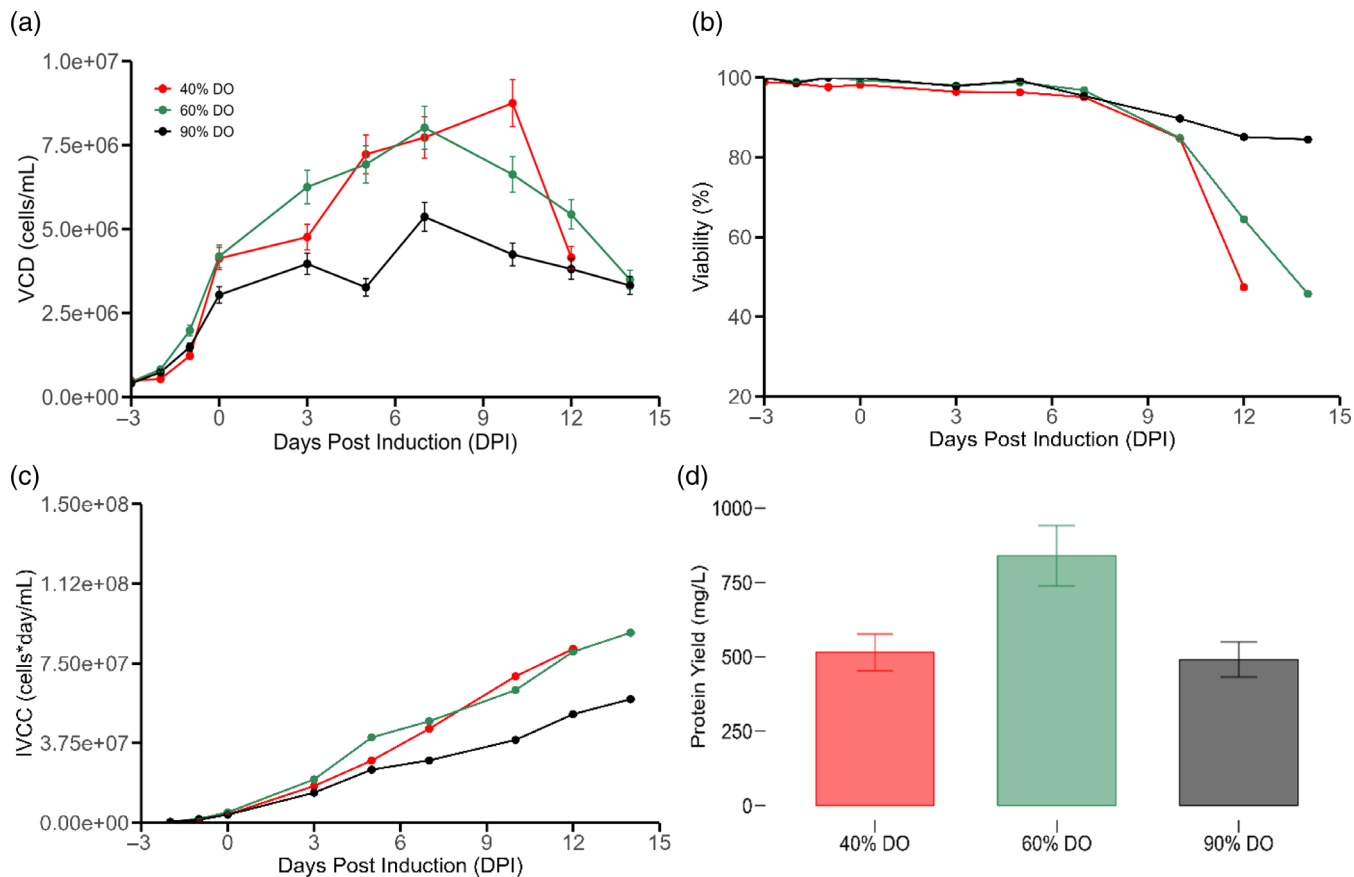 (a)
1.0e+07
7.5e+06
5.0e+06
2.5e+06
0.0e+00
VCD (cells/mL)
40% DO
60% DO
90% DO
−3 0 3 6 9 12 15
Days Post Induction (DPI)
(b)
100
80
60
40
20
Viability (%)
−3 0 3 6 9 12 15
Days Post Induction (DPI)
(c)
1.50e+08
1.12e+08
7.50e+07
3.75e+07
0.00e+00
IVCC (cells*day/mL)
−3 0 3 6 9 12 15
Days Post Induction (DPI)
(d)
1000
750
500
250
0
Protein Yield (mg/L)
40% DO 60% DO 90% DO